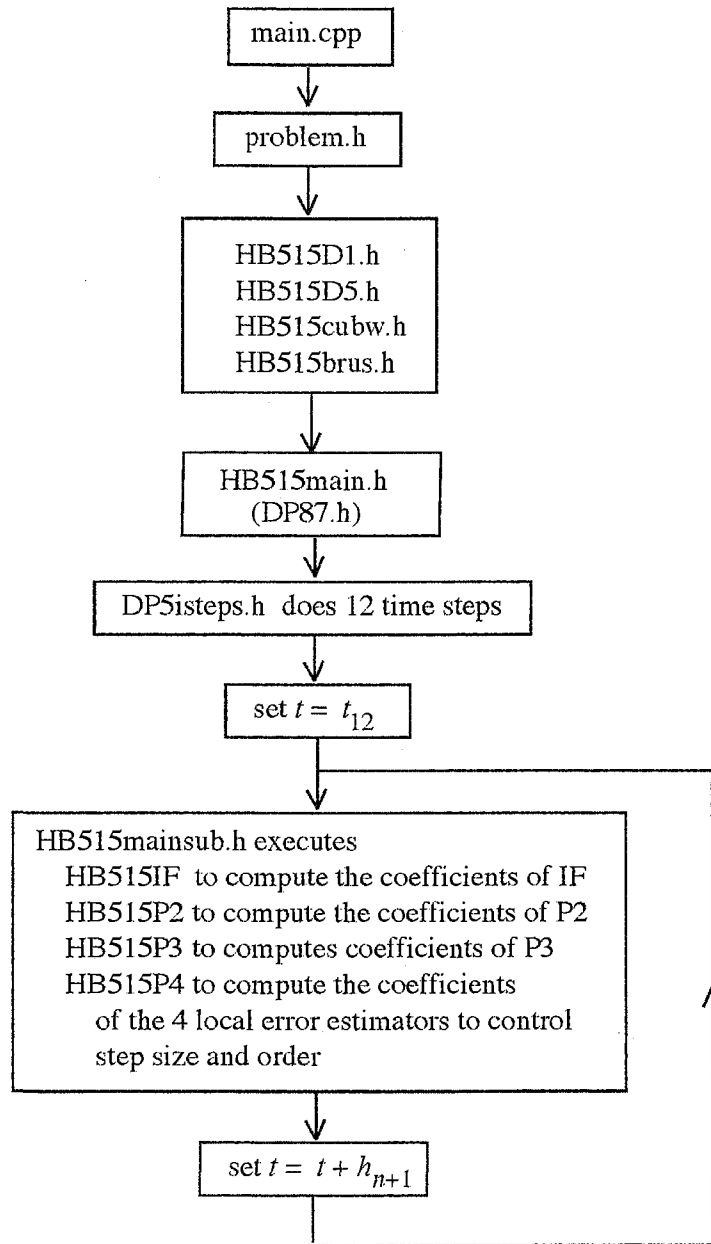 main.cpp
problem.h
HB515D1.h
HB515D5.h
HB515cubw.h
HB515brus.h
HB515main.h
(DP87.h)
DP5isteps.h does 12 time steps
set t = t12
HB515mainsub.h executes
HB515IF to compute the coefficients of IF
HB515P2 to compute the coefficients of P2
HB515P3 to computes coefficients of P3
HB515P4 to compute the coefficients
of the 4 local error estimators to control
step size and order
set t = t + hn+1